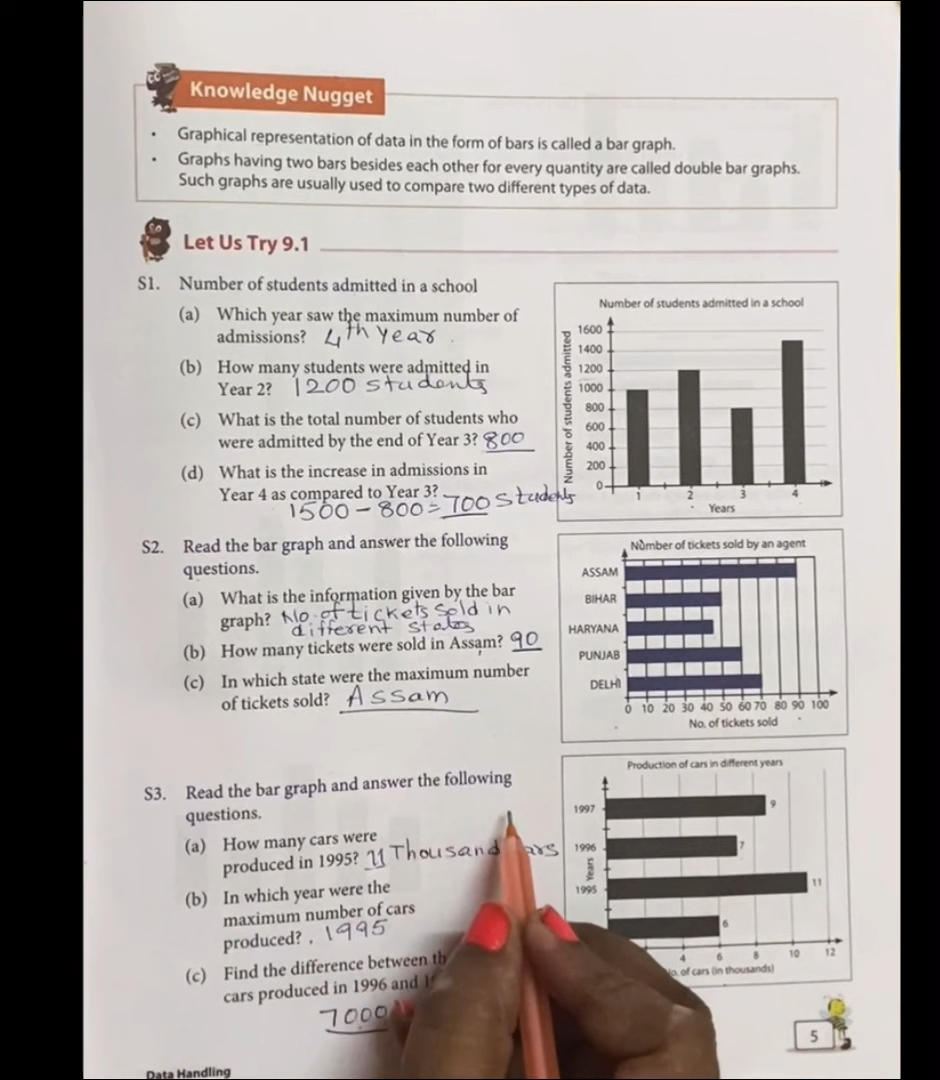 Knowledge Nugget
• Graphical representation of data in the form of bars is called a bar graph.
• Graphs having two bars besides each other for every quantity are called double bar graphs.
Such graphs are usually used to compare two different types of data.
Let Us Try 9.1
S1. Number of students admitted in a school
(a) Which year saw the maximum number of
admissions? 4th year.
(b) How many students were admitted in
Year 2? 1200 students
(c) What is the total number of students who
were admitted by the end of Year 3? 800
(d) What is the increase in admissions in
Year 4 as compared to Year 3?
1500 - 800 = 700 students
Number of students admitted in a school
Number of students admitted
1600
1400
1200
1000
800
600
400
200
0
1 2 3 4
Years
S2. Read the bar graph and answer the following
questions.
(a) What is the information given by the bar
graph? No. of tickets sold in
different states
(b) How many tickets were sold in Assam? 90
(c) In which state were the maximum number
of tickets sold? Assam
Number of tickets sold by an agent
ASSAM
BIHAR
HARYANA
PUNJAB
DELHI
0 10 20 30 40 50 60 70 80 90 100
No. of tickets sold
S3. Read the bar graph and answer the following
questions.
(a) How many cars were
produced in 1995? 11 Thousand
(b) In which year were the
maximum number of cars
produced? 1995
(c) Find the difference between
cars produced in 1996 and
7000
Production of cars in different years
Years
1997 9
1996 7
1995 11
6
4 6 8 10 12
of cars (in thousands)
5
Data Handling